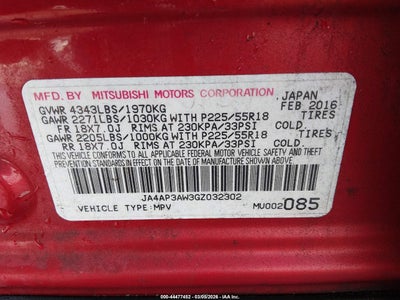 MFD BY MITSUBISHI MOTORS CORPORATION JAPAN
GVWR 4343LBS/1970KG FEB 2016
GAWR 2271LBS/1030KG WITH P225/55R18 TIRES
FR 18X7.0J RIMS AT 230KPA/33PSI COLD.
GAWR 2205LBS/1000KG WITH P225/55R18 TIRES
RR 18X7.0J RIMS AT 230KPA/33PSI COLD.
THIS VEHICLE CONFORMS TO ALL APPLICABLE FEDERAL
MOTOR VEHICLE SAFETY AND THEFT
PREVENTION STANDARDS IN EFFECT ON THE DATE OF
MANUFACTURE SHOWN ABOVE.
JA4AP3AW3GZ032302
VEHICLE TYPE:MPV MU002 085
000-44477452 - 03/05/2026 - IAA, LLC